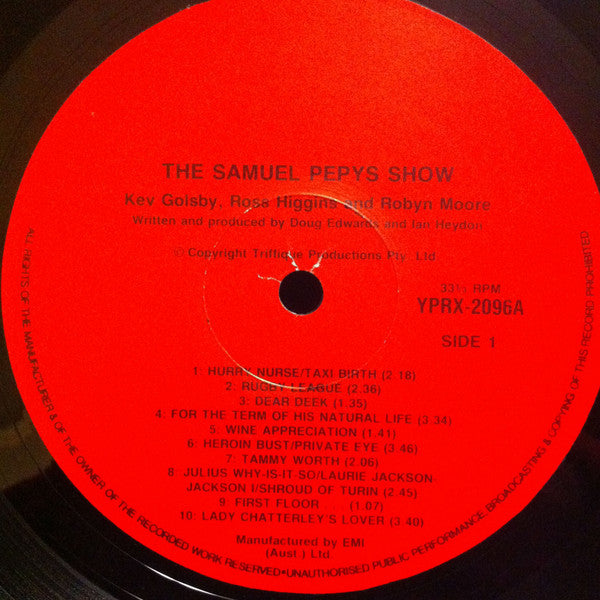 THE SAMUEL PEPYS SHOW
Kev Golsby, Ross Higgins and Robyn Moore
Written and produced by Doug Edwards and Ian Heydon
© Copyright Triffique Productions Pty. Ltd.
33⅓ RPM
YPRX-2096A
SIDE 1
1: HURRY NURSE/TAXI BIRTH (2.18)
2: RUGBY LEAGUE (2.36)
3: DEAR DEEK (1.35)
4: FOR THE TERM OF HIS NATURAL LIFE (3.34)
5: WINE APPRECIATION (1.41)
6: HEROIN BUST/PRIVATE EYE (3.46)
7: TAMMY WORTH (2.06)
8: JULIUS WHY-IS-IT-SO/LAURIE JACKSON
JACKSON I/SHROUD OF TURIN (2.45)
9: FIRST FLOOR . . . (1.07)
10: LADY CHATTERLEY'S LOVER (3.40)
Manufactured by EMI
(Aust.) Ltd.
ALL RIGHTS OF THE MANUFACTURER & OF THE OWNER OF THE RECORDED WORK RESERVED•UNAUTHORISED PUBLIC PERFORMANCE BROADCASTING & COPYING OF THIS RECORD PROHIBITED